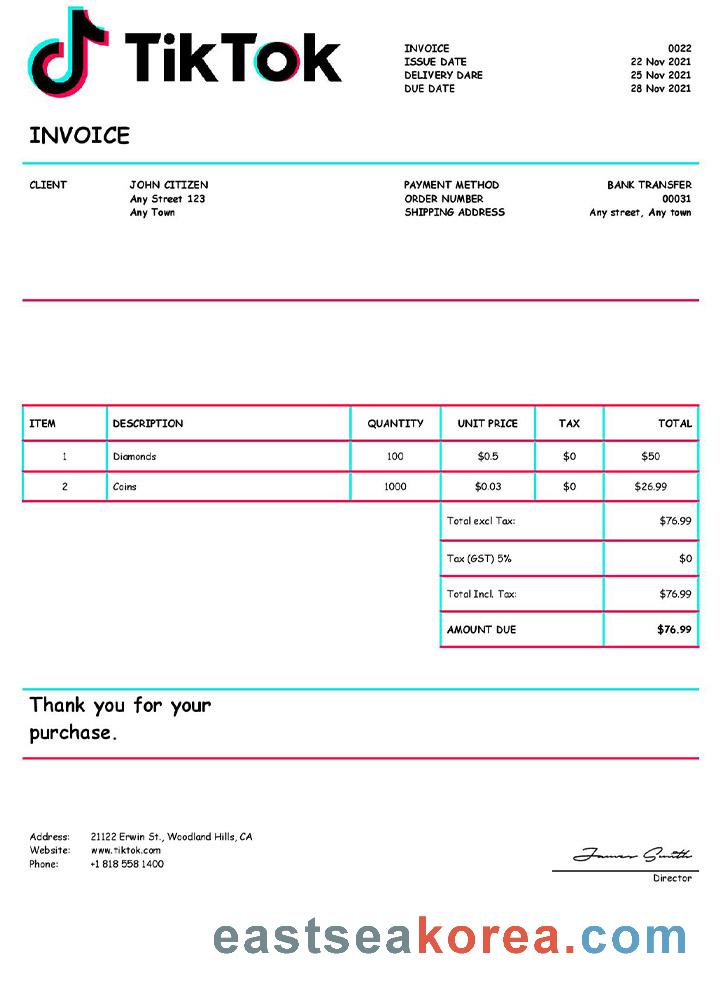 TikTok
INVOICE 0022
ISSUE DATE 22 Nov 2021
DELIVERY DARE 25 Nov 2021
DUE DATE 28 Nov 2021
INVOICE
CLIENT JOHN CITIZEN PAYMENT METHOD BANK TRANSFER
Any Street 123 ORDER NUMBER 00031
Any Town SHIPPING ADDRESS Any street, Any town
ITEM DESCRIPTION QUANTITY UNIT PRICE TAX TOTAL
1 Diamonds 100 $0.5 $0 $50
2 Coins 1000 $0.03 $0 $26.99
Total excl Tax: $76.99
Tax (GST) 5% $0
Total Incl. Tax: $76.99
AMOUNT DUE $76.99
Thank you for your
purchase.
Address: 21122 Erwin St., Woodland Hills, CA
Website: www.tiktok.com
Phone: +1 818 558 1400
James Smith
Director
eastseakorea.com